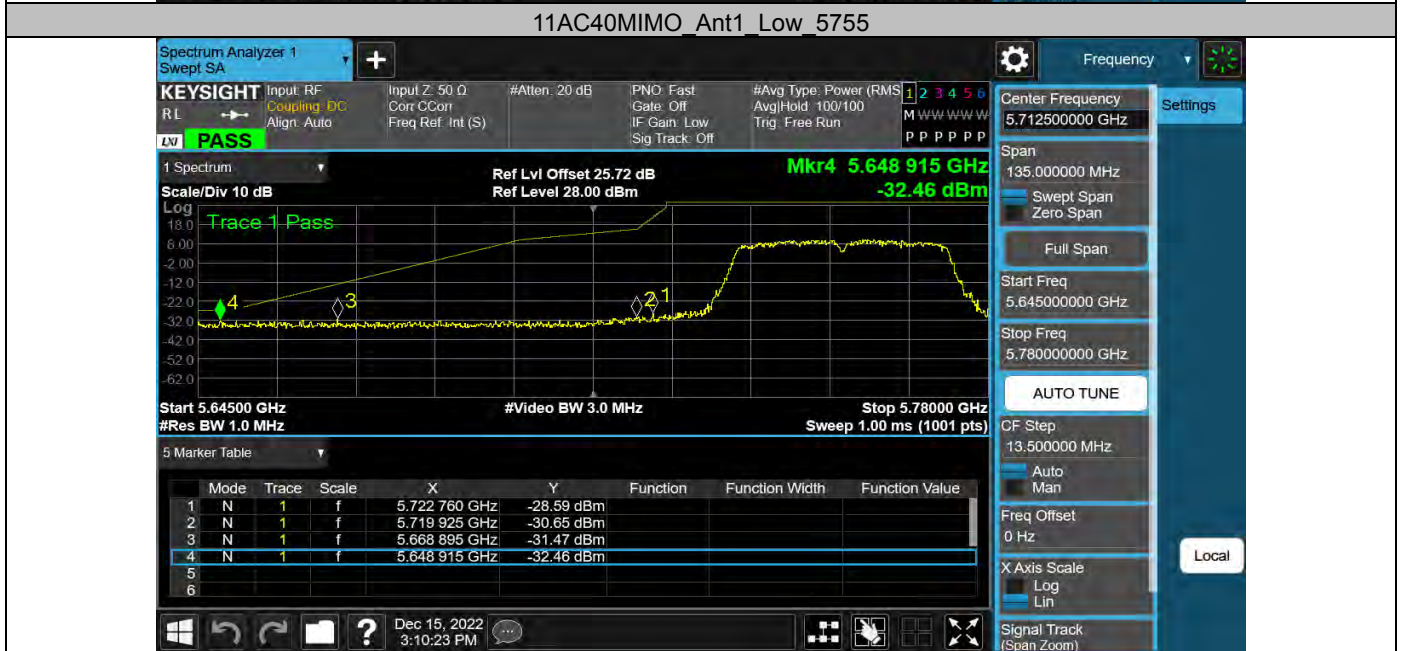 11AC40MIMO_Ant1_Low_5755
Spectrum Analyzer 1
Swept SA
+
Frequency
KEYSIGHT
RL
LXI PASS
Input: RF
Coupling: DC
Align: Auto
Input Z: 50 Ω
Corr CCorr
Freq Ref: Int (S)
#Atten: 20 dB
PNO: Fast
Gate: Off
IF Gain: Low
Sig Track: Off
#Avg Type: Power (RMS
Avg|Hold: 100/100
Trig: Free Run
1 2 3 4 5 6
M W W W W W
P P P P P P
1 Spectrum
Scale/Div 10 dB
Ref Lvl Offset 25.72 dB
Ref Level 28.00 dBm
Mkr4 5.648 915 GHz
-32.46 dBm
Log
Trace 1 Pass
18.0
8.00
-2.00
-12.0
-22.0
-32.0
-42.0
-52.0
-62.0
4
3
2
1
Start 5.64500 GHz
#Video BW 3.0 MHz
Stop 5.78000 GHz
#Res BW 1.0 MHz
Sweep 1.00 ms (1001 pts)
5 Marker Table
Mode Trace Scale X Y Function Function Width Function Value
1 N 1 f 5.722 760 GHz -28.59 dBm
2 N 1 f 5.719 925 GHz -30.65 dBm
3 N 1 f 5.668 895 GHz -31.47 dBm
4 N 1 f 5.648 915 GHz -32.46 dBm
5
6
?
Dec 15, 2022
3:10:23 PM
Center Frequency
5.712500000 GHz
Settings
Span
135.000000 MHz
Swept Span
Zero Span
Full Span
Start Freq
5.645000000 GHz
Stop Freq
5.780000000 GHz
AUTO TUNE
CF Step
13.500000 MHz
Auto
Man
Freq Offset
0 Hz
X Axis Scale
Log
Lin
Local
Signal Track
(Span Zoom)